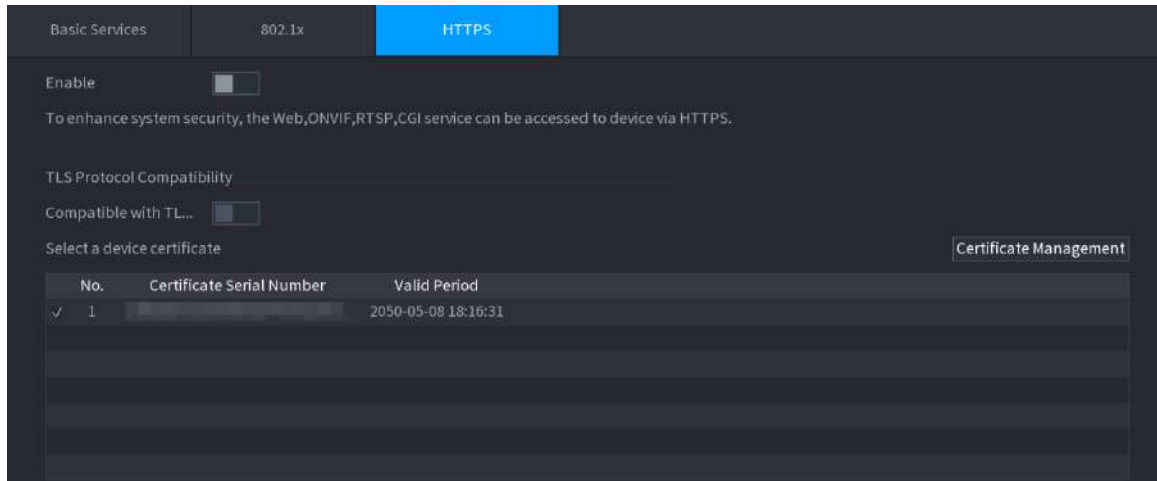 Basic Services 802.1x HTTPS
Enable
To enhance system security, the Web,ONVIF,RTSP,CGI service can be accessed to device via HTTPS.
TLS Protocol Compatibility
Compatible with TL...
Select a device certificate Certificate Management
No. Certificate Serial Number Valid Period
1 2050-05-08 18:16:31